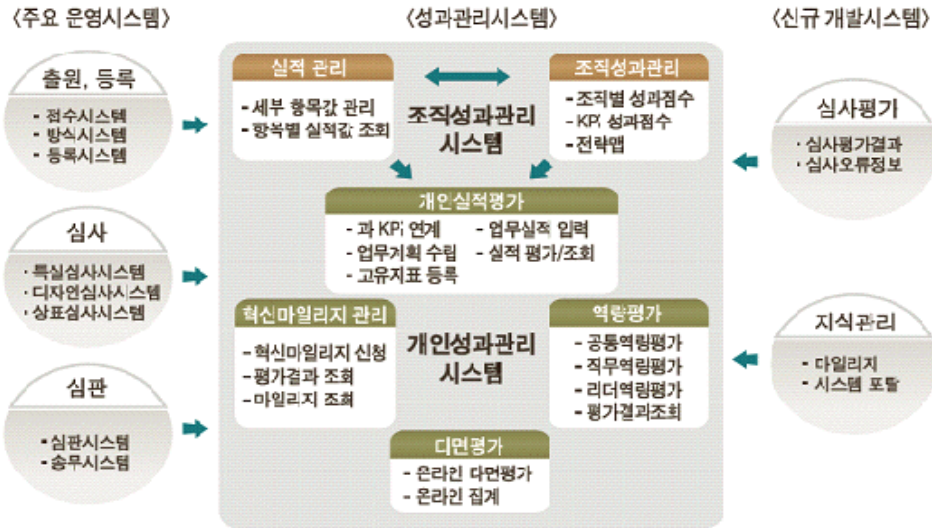 〈주요 운영시스템〉
〈성과관리시스템〉
〈신규 개발시스템〉
출원, 등록
- 접수시스템
- 방식시스템
- 등록시스템
심사
· 특실심사시스템
· 디자인심사시스템
· 상표심사시스템
심판
- 심판시스템
- 송무시스템
실적 관리
- 세부 항목값 관리
- 항목별 실적값 조회
조직성과관리
시스템
조직성과관리
- 조직별 성과점수
- KPI 성과점수
- 전략맵
개인실적평가
- 과 KPI 연계
- 업무계획 수립
- 고유지표 등록
- 업무실적 입력
- 실적 평가/조회
혁신마일리지 관리
- 혁신마일리지 신청
- 평가결과 조회
- 마일리지 조회
개인성과관리
시스템
역량평가
- 공통역량평가
- 직무역량평가
- 리더역량평가
- 평가결과조회
다면평가
- 온라인 다면평가
- 온라인 집계
심사평가
· 심사평가결과
· 심사오류정보
지식관리
- 마일리지
- 시스템 포탈